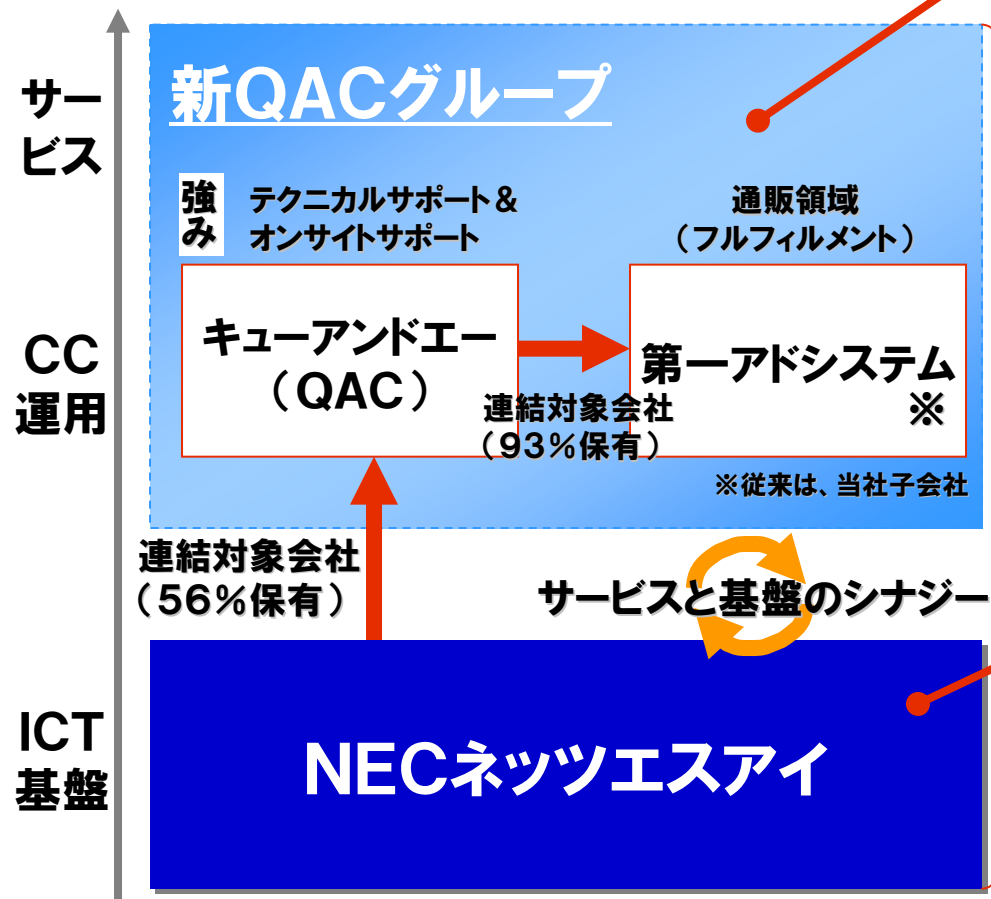 サー
ビス
新QACグループ
強
み
テクニカルサポート＆
オンサイトサポート
通販領域
（フルフィルメント）
CC
運用
キューアンドエー
（QAC）
第一アドシステム
※
連結対象会社
（93％保有）
※従来は、当社子会社
連結対象会社
（56％保有）
サービスと基盤のシナジー
ICT
基盤
NECネッツエスアイ